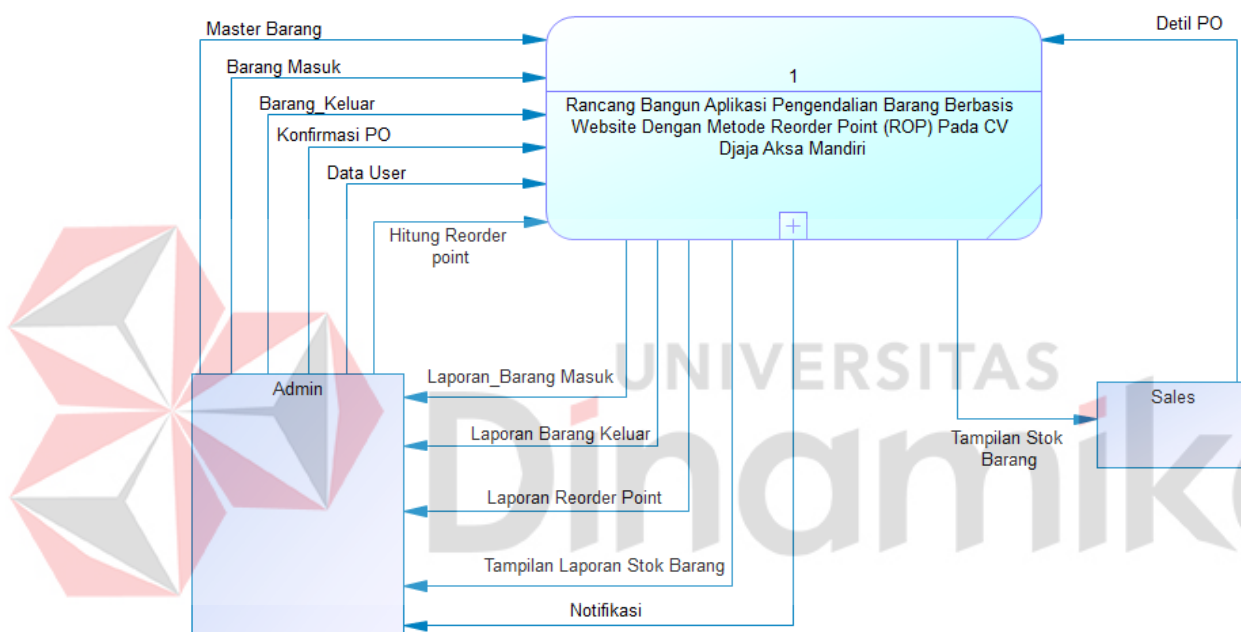 Master Barang
Detil PO
Barang Masuk
1
Barang_Keluar
Rancang Bangun Aplikasi Pengendalian Barang Berbasis
Website Dengan Metode Reorder Point (ROP) Pada CV
Djaja Aksa Mandiri
Konfirmasi PO
Data User
Hitung Reorder
point
UNIVERSITAS
Dinamika
Admin
Laporan_Barang Masuk
Sales
Laporan Barang Keluar
Tampilan Stok
Barang
Laporan Reorder Point
Tampilan Laporan Stok Barang
Notifikasi